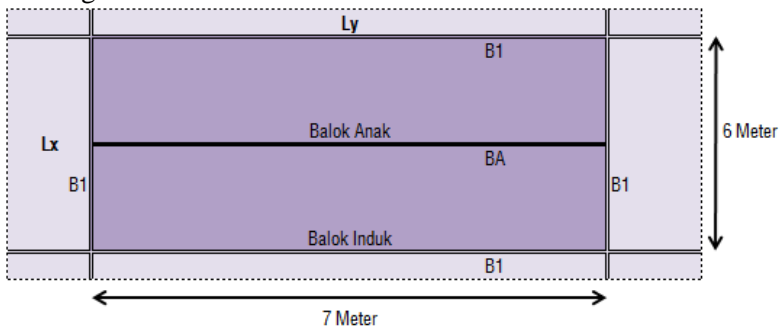 Ly
B1
Balok Anak
6 Meter
Lx
BA
B1
B1
Balok Induk
B1
7 Meter